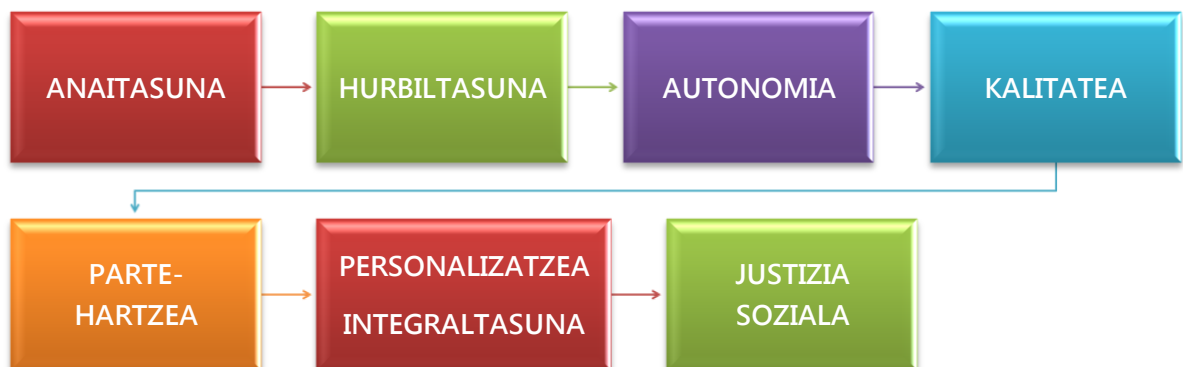 ANAITASUNA
HURBILTASUNA
AUTONOMIA
KALITATEA
PARTE-
HARTZEA
PERSONALIZATZEA
INTEGRALTASUNA
JUSTIZIA
SOZIALA